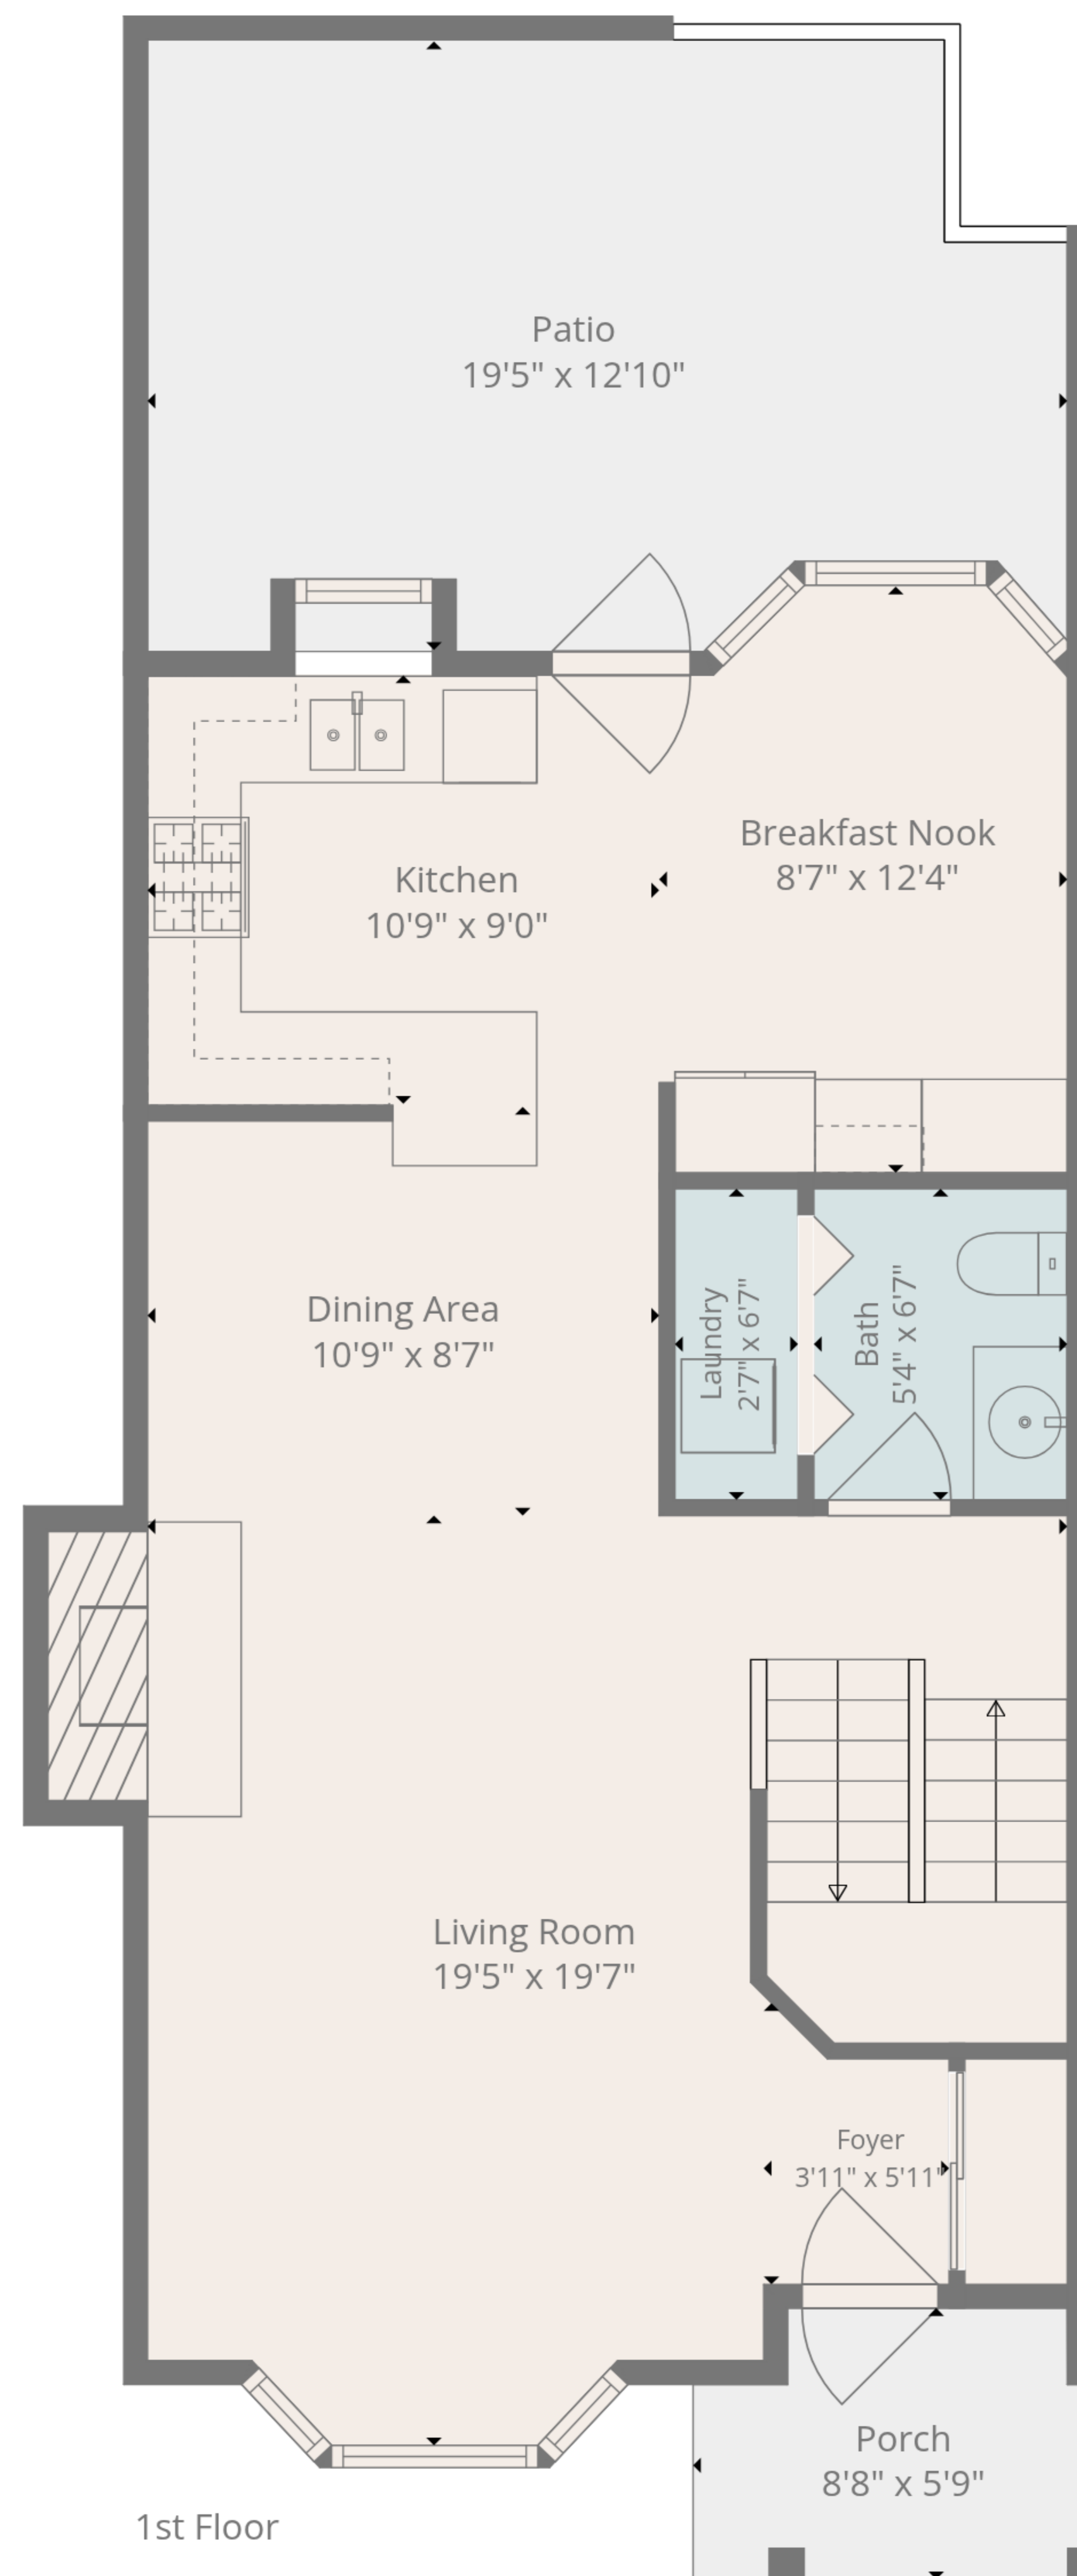 Patio
19'5" x 12'10"
Breakfast Nook
8'7" x 12'4"
Kitchen
10'9" x 9'0"
Dining Area
10'9" x 8'7"
Laundry
2'7" x 6'7"
Bath
5'4" x 6'7"
Living Room
19'5" x 19'7"
Foyer
3'11" x 5'11"
Porch
8'8" x 5'9"
1st Floor